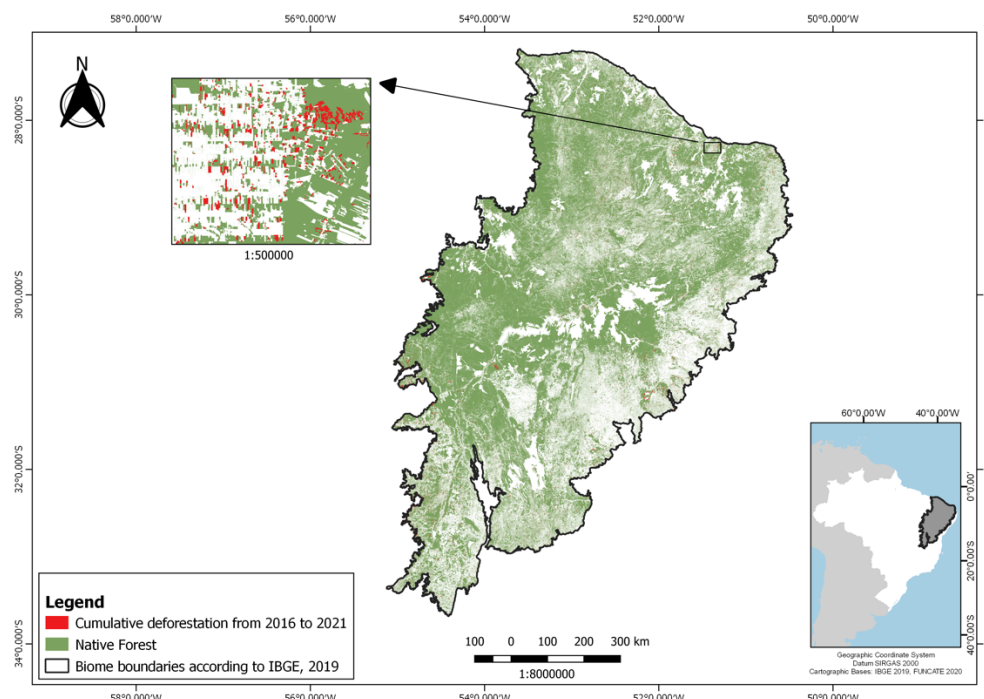 58°0.000'W 56°0.000'W 54°0.000'W 52°0.000'W 50°0.000'W
N
28°0.000'S
1:500000
30°0.000'S
32°0.000'S
34°0.000'S
60°0.00'W 40°0.00'W
0°0.00'
20°0.00'S
40°0.00'S
Geographic Coordinate System
Datum SIRGAS 2000
Cartographic Bases: IBGE 2019, FUNCATE 2020
Legend
Cumulative deforestation from 2016 to 2021
Native Forest
Biome boundaries according to IBGE, 2019
100 0 100 200 300 km
1:8000000
58°0.000'W 56°0.000'W 54°0.000'W 52°0.000'W 50°0.000'W